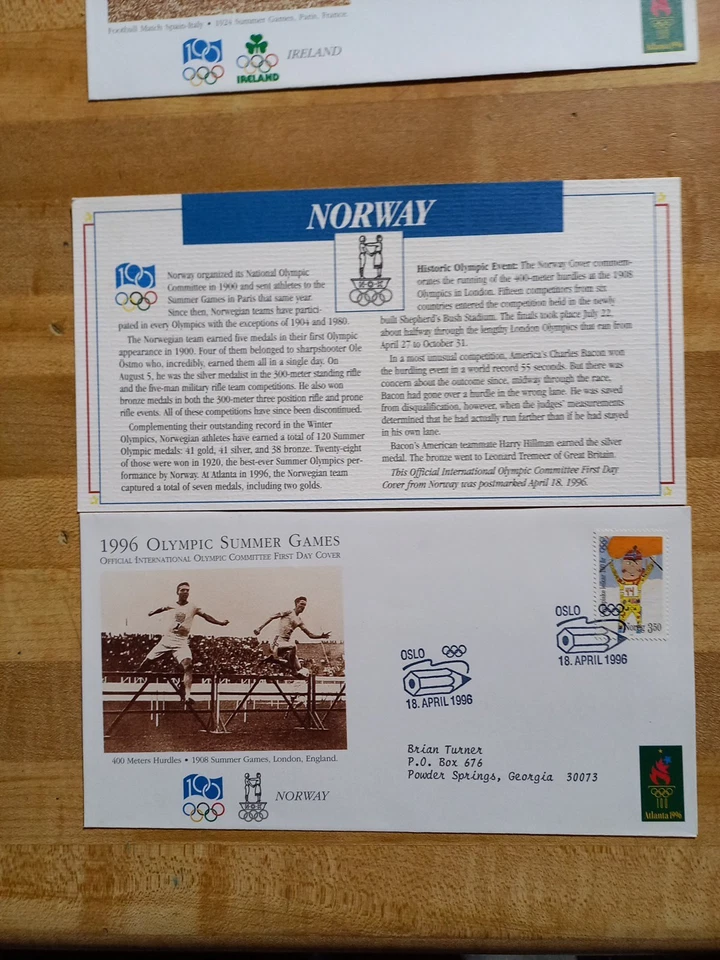 Football Match Spain-Italy • 1924 Summer Games, Paris, France
100
IRELAND
IRELAND
Atlanta 1996
NORWAY
100
Norway organized its National Olympic
Committee in 1900 and sent athletes to the
Summer Games in Paris that same year.
Since then, Norwegian teams have partici-
pated in every Olympics with the exceptions of 1904 and 1980.
The Norwegian team earned five medals in their first Olympic
appearance in 1900. Four of them belonged to sharpshooter Ole
Östmo who, incredibly, earned them all in a single day. On
August 5, he was the silver medalist in the 300-meter standing rifle
and the five-man military rifle team competitions. He also won
bronze medals in both the 300-meter three position rifle and prone
rifle events. All of these competitions have since been discontinued.
Complementing their outstanding record in the Winter
Olympics, Norwegian athletes have earned a total of 120 Summer
Olympic medals: 41 gold, 41 silver, and 38 bronze. Twenty-eight
of those were won in 1920, the best-ever Summer Olympics per-
formance by Norway. At Atlanta in 1996, the Norwegian team
captured a total of seven medals, including two golds.
Historic Olympic Event: The Norway Cover commem-
orates the running of the 400-meter hurdles at the 1908
Olympics in London. Fifteen competitors from six
countries entered the competition held in the newly
built Shepherd's Bush Stadium. The finals took place July 22,
about halfway through the lengthy London Olympics that ran from
April 27 to October 31.
In a most unusual competition, America's Charles Bacon won
the hurdling event in a world record 55 seconds. But there was
concern about the outcome since, midway through the race,
Bacon had gone over a hurdle in the wrong lane. He was saved
from disqualification, however, when the judges' measurements
determined that he had actually run farther than if he had stayed
in his own lane.
Bacon's American teammate Harry Hillman earned the silver
medal. The bronze went to Leonard Tremeer of Great Britain.
This Official International Olympic Committee First Day
Cover from Norway was postmarked April 18, 1996.
1996 OLYMPIC SUMMER GAMES
OFFICIAL INTERNATIONAL OLYMPIC COMMITTEE FIRST DAY COVER
400 Meters Hurdles • 1908 Summer Games, London, England.
100
NORWAY
OSLO
18. APRIL 1996
OSLO
18. APRIL 1996
Norge 350
Brian Turner
P.O. Box 676
Powder Springs, Georgia 30073
Atlanta 1996